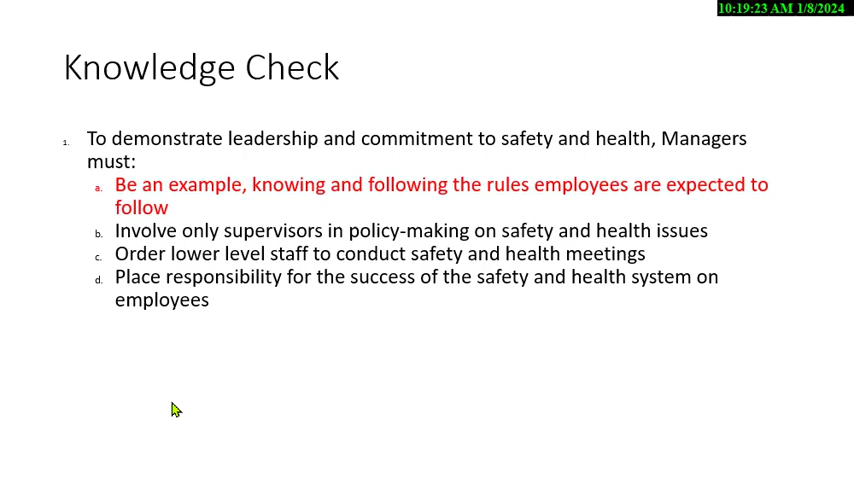 10:19:23 AM 1/8/2024
Knowledge Check
1. To demonstrate leadership and commitment to safety and health, Managers
must:
a. Be an example, knowing and following the rules employees are expected to
follow
b. Involve only supervisors in policy-making on safety and health issues
c. Order lower level staff to conduct safety and health meetings
d. Place responsibility for the success of the safety and health system on
employees